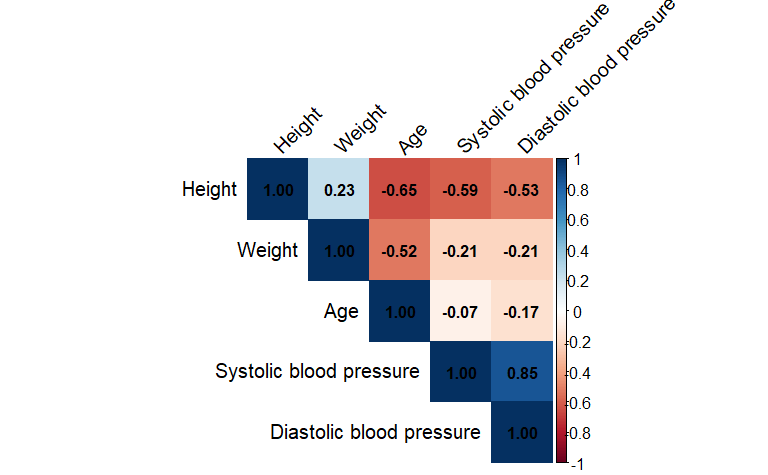 Height
Weight
Age
Systolic blood pressure
Diastolic blood pressure
Height 1.00 0.23 -0.65 -0.59 -0.53
Weight 1.00 -0.52 -0.21 -0.21
Age 1.00 -0.07 -0.17
Systolic blood pressure 1.00 0.85
Diastolic blood pressure 1.00
1
0.8
0.6
0.4
0.2
0
-0.2
-0.4
-0.6
-0.8
-1